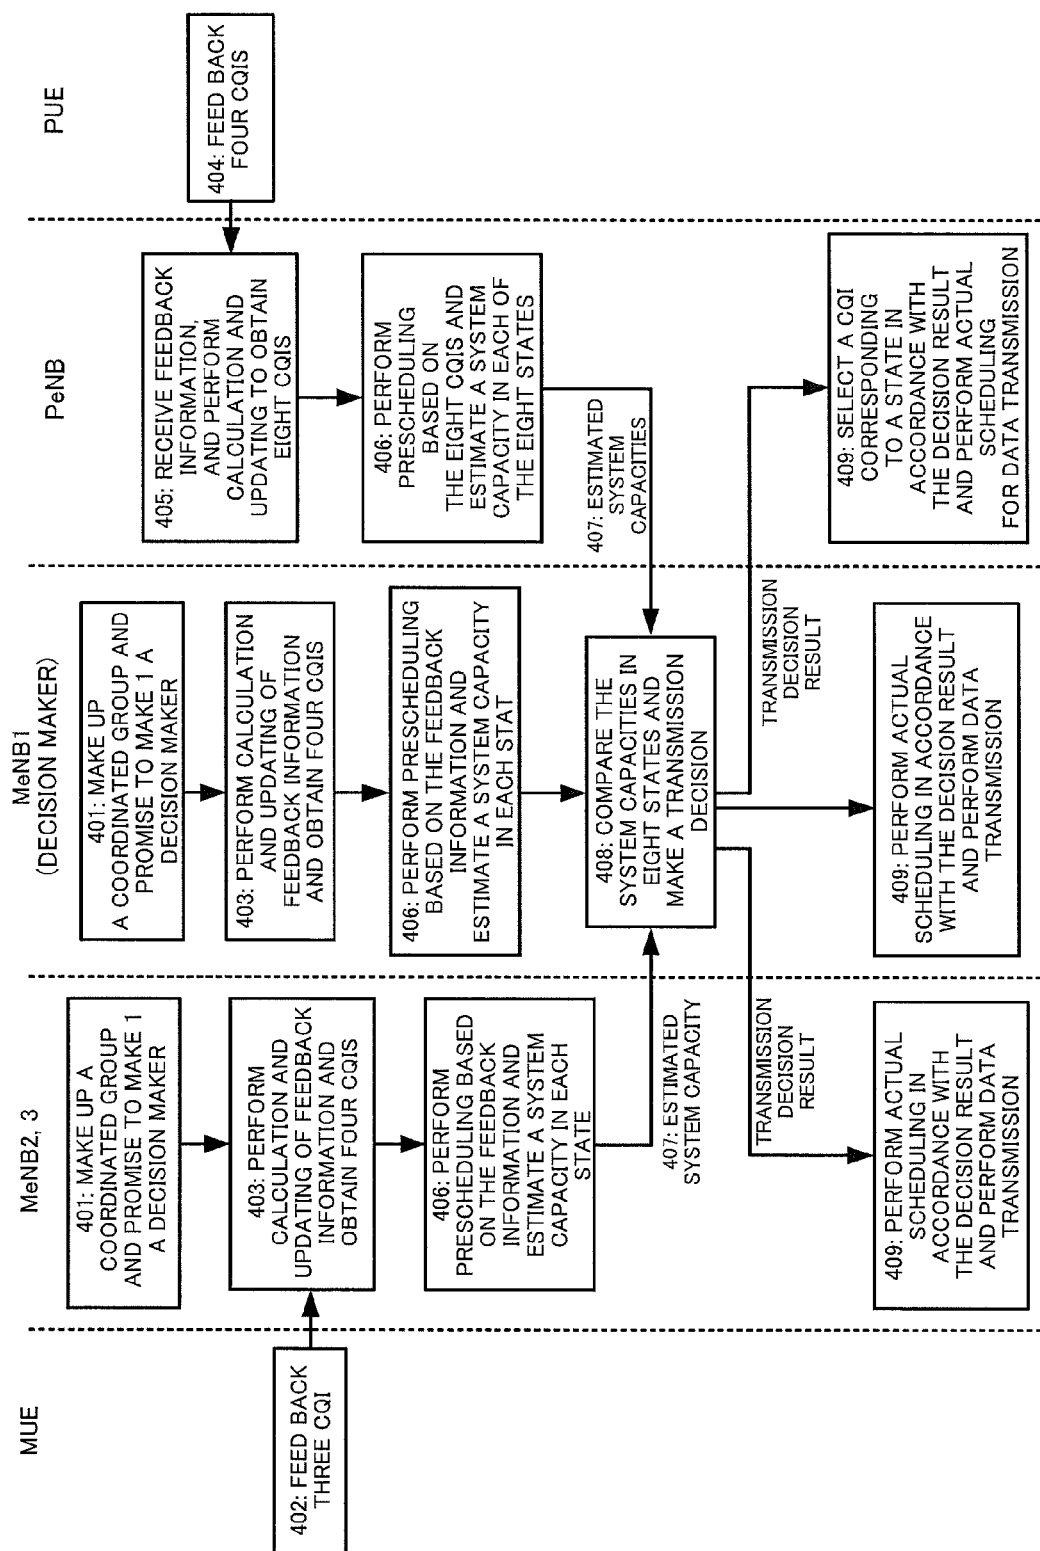 MUE
402: FEED BACK
THREE CQI
MeNB2, 3
401: MAKE UP A
COORDINATED GROUP
AND PROMISE TO MAKE 1
A DECISION MAKER
403: PERFORM
CALCULATION AND
UPDATING OF FEEDBACK
INFORMATION AND
OBTAIN FOUR CQIS
406: PERFORM
PRESCHEDULING BASED
ON THE FEEDBACK
INFORMATION AND
ESTIMATE A SYSTEM
CAPACITY IN EACH
STATE
407: ESTIMATED
SYSTEM CAPACITY
TRANSMISSION
DECISION
RESULT
409: PERFORM ACTUAL
SCHEDULING IN
ACCORDANCE WITH
THE DECISION RESULT
AND PERFORM DATA
TRANSMISSION
MeNB1
(DECISION MAKER)
401: MAKE UP
A COORDINATED GROUP AND
PROMISE TO MAKE 1 A
DECISION MAKER
403: PERFORM CALCULATION
AND UPDATING OF
FEEDBACK INFORMATION
AND OBTAIN FOUR CQIS
406: PERFORM PRESCHEDULING
BASED ON THE FEEDBACK
INFORMATION AND
ESTIMATE A SYSTEM CAPACITY
IN EACH STAT
408: COMPARE THE
SYSTEM CAPACITIES IN
EIGHT STATES AND
MAKE A TRANSMISSION
DECISION
TRANSMISSION
DECISION
RESULT
409: PERFORM ACTUAL
SCHEDULING IN ACCORDANCE
WITH THE DECISION RESULT
AND PERFORM DATA
TRANSMISSION
PeNB
405: RECEIVE FEEDBACK
INFORMATION,
AND PERFORM
CALCULATION AND
UPDATING TO OBTAIN
EIGHT CQIS
406: PERFORM
PRESCHEDULING
BASED ON
THE EIGHT CQIS AND
ESTIMATE A SYSTEM
CAPACITY IN EACH OF
THE EIGHT STATES
407: ESTIMATED
SYSTEM
CAPACITIES
409: SELECT A CQI
CORRESPONDING
TO A STATE IN
ACCORDANCE WITH
THE DECISION RESULT
AND PERFORM ACTUAL
SCHEDULING
FOR DATA TRANSMISSION
PUE
404: FEED BACK
FOUR CQIS